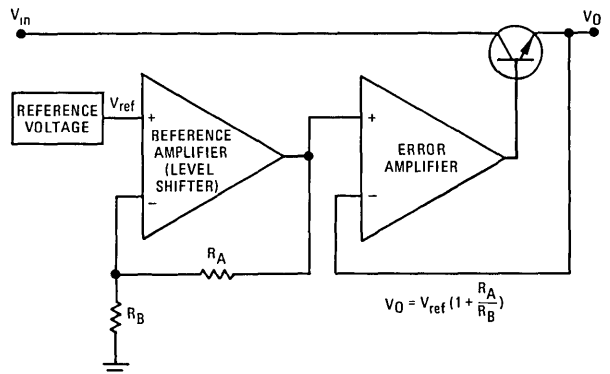 Vin
VO
REFERENCE
VOLTAGE
Vref
+
−
REFERENCE
AMPLIFIER
(LEVEL
SHIFTER)
+
−
ERROR
AMPLIFIER
RA
RB
VO = Vref (1 + RA/RB)